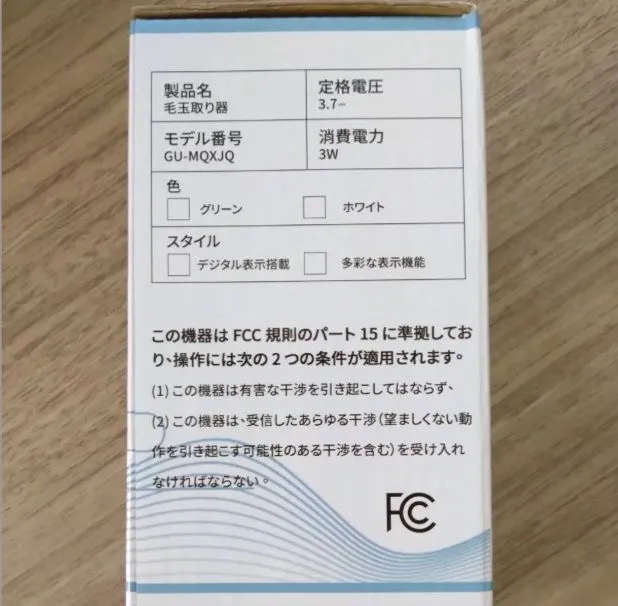 製品名
毛玉取り器
定格電圧
3.7⎓
モデル番号
GU-MQXJQ
消費電力
3W
色
グリーン
ホワイト
スタイル
デジタル表示搭載
多彩な表示機能
この機器は FCC 規則のパート 15 に準拠してお
り、操作には次の 2 つの条件が適用されます。
(1) この機器は有害な干渉を引き起こしてはならず、
(2) この機器は、受信したあらゆる干渉（望ましくない動
作を引き起こす可能性のある干渉を含む）を受け入れ
なければならない。
FCC